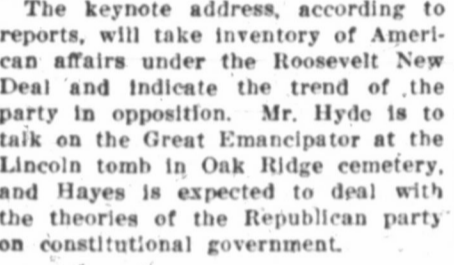 The keynote address, according to
reports, will take inventory of Ameri-
can affairs under the Roosevelt New
Deal and indicate the trend of the
party in opposition. Mr. Hyde is to
talk on the Great Emancipator at the
Lincoln tomb in Oak Ridge cemetery,
and Hayes is expected to deal with
the theories of the Republican party
on constitutional government.